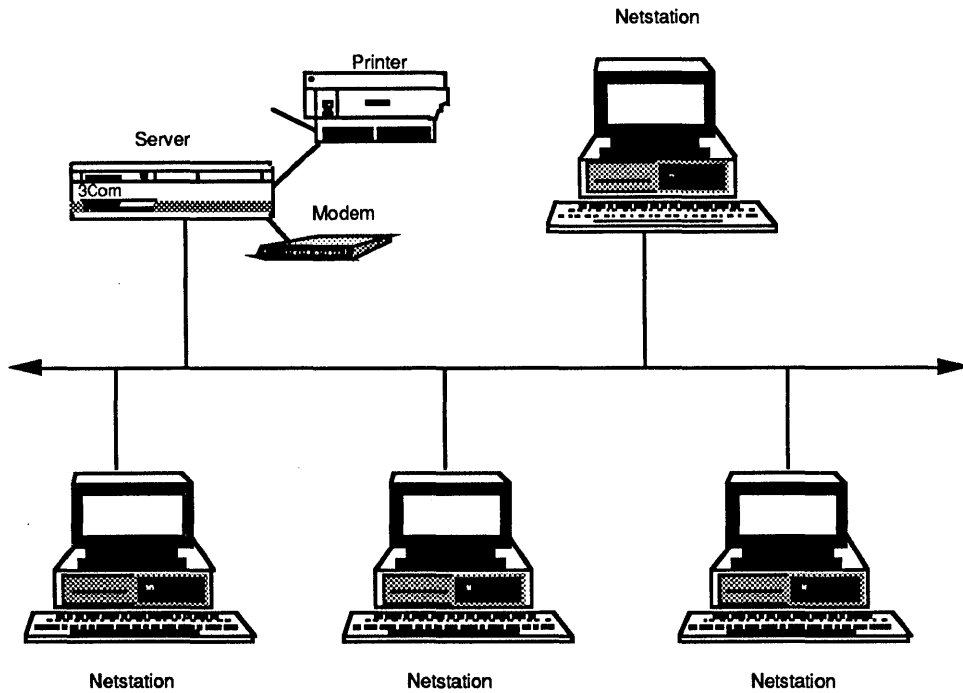 Netstation
Printer
Server
3Com
Modem
Netstation
Netstation
Netstation